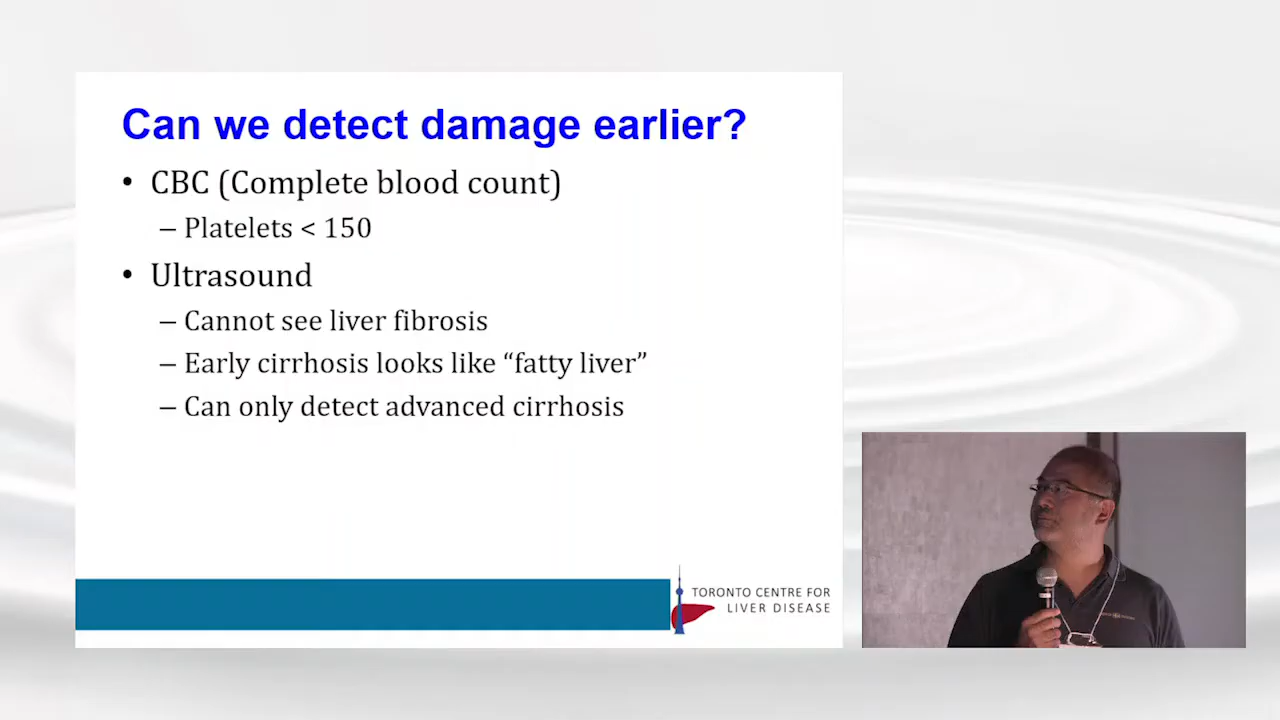 Can we detect damage earlier?
• CBC (Complete blood count)
– Platelets < 150
• Ultrasound
– Cannot see liver fibrosis
– Early cirrhosis looks like “fatty liver”
– Can only detect advanced cirrhosis
TORONTO CENTRE FOR
LIVER DISEASE